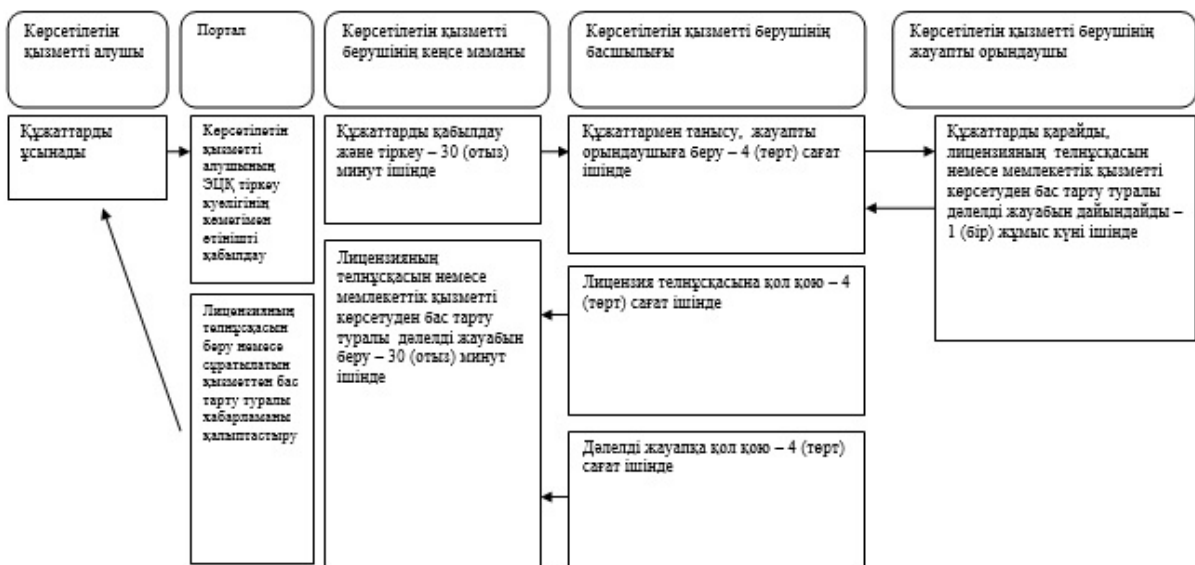 Көрсетілетін
қызметті алушы
Портал
Көрсетілетін қызметті
берушінің кеңсе маманы
Көрсетілетін қызметті берушінің
басшылығы
Көрсетілетін қызметті берушінің
жауапты орындаушы
Құжаттарды
ұсынады
Көрсетілетін
қызметті
алушының
ЭЦҚ тіркеу
куәлігінің
көмегімен
өтінішті
қабылдау
Құжаттарды қабылдау
және тіркеу – 30 (отыз)
минут ішінде
Құжаттармен танысу, жауапты
орындаушыға беру – 4 (төрт) сағат
ішінде
Құжаттарды қарайды,
лицензияның телнұсқасын
немесе мемлекеттік қызметті
көрсетуден бас тарту туралы
дәлелді жауабын дайындайды –
1 (бір) жұмыс күні ішінде
Лицензияның
телнұсқасын немесе
мемлекеттік қызметті
көрсетуден бас тарту
туралы дәлелді жауабын
беру – 30 (отыз) минут
ішінде
Лицензия телнұсқасына қол қою – 4
(төрт) сағат ішінде
Лицензияның
телнұсқасын
беру немесе
сұратылатын
қызметтен бас
тарту туралы
хабарламаны
қалыптастыру
Дәлелді жауапқа қол қою – 4 (төрт)
сағат ішінде